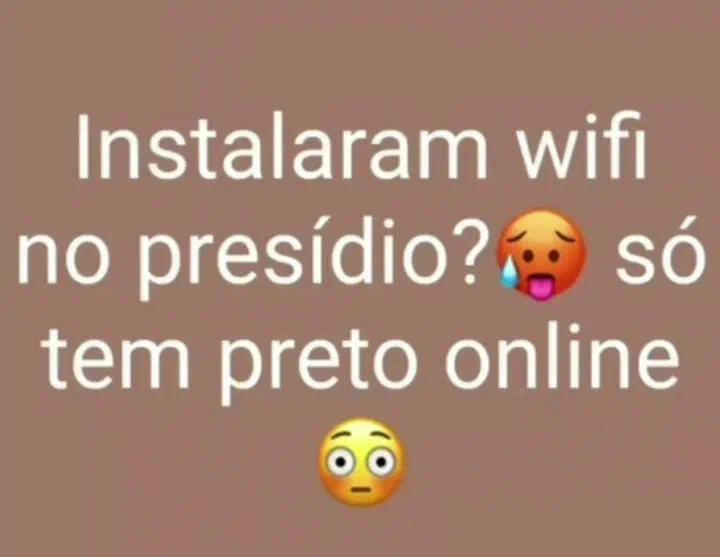 Instalaram wifi
no presídio?🥵 só
tem preto online
😳